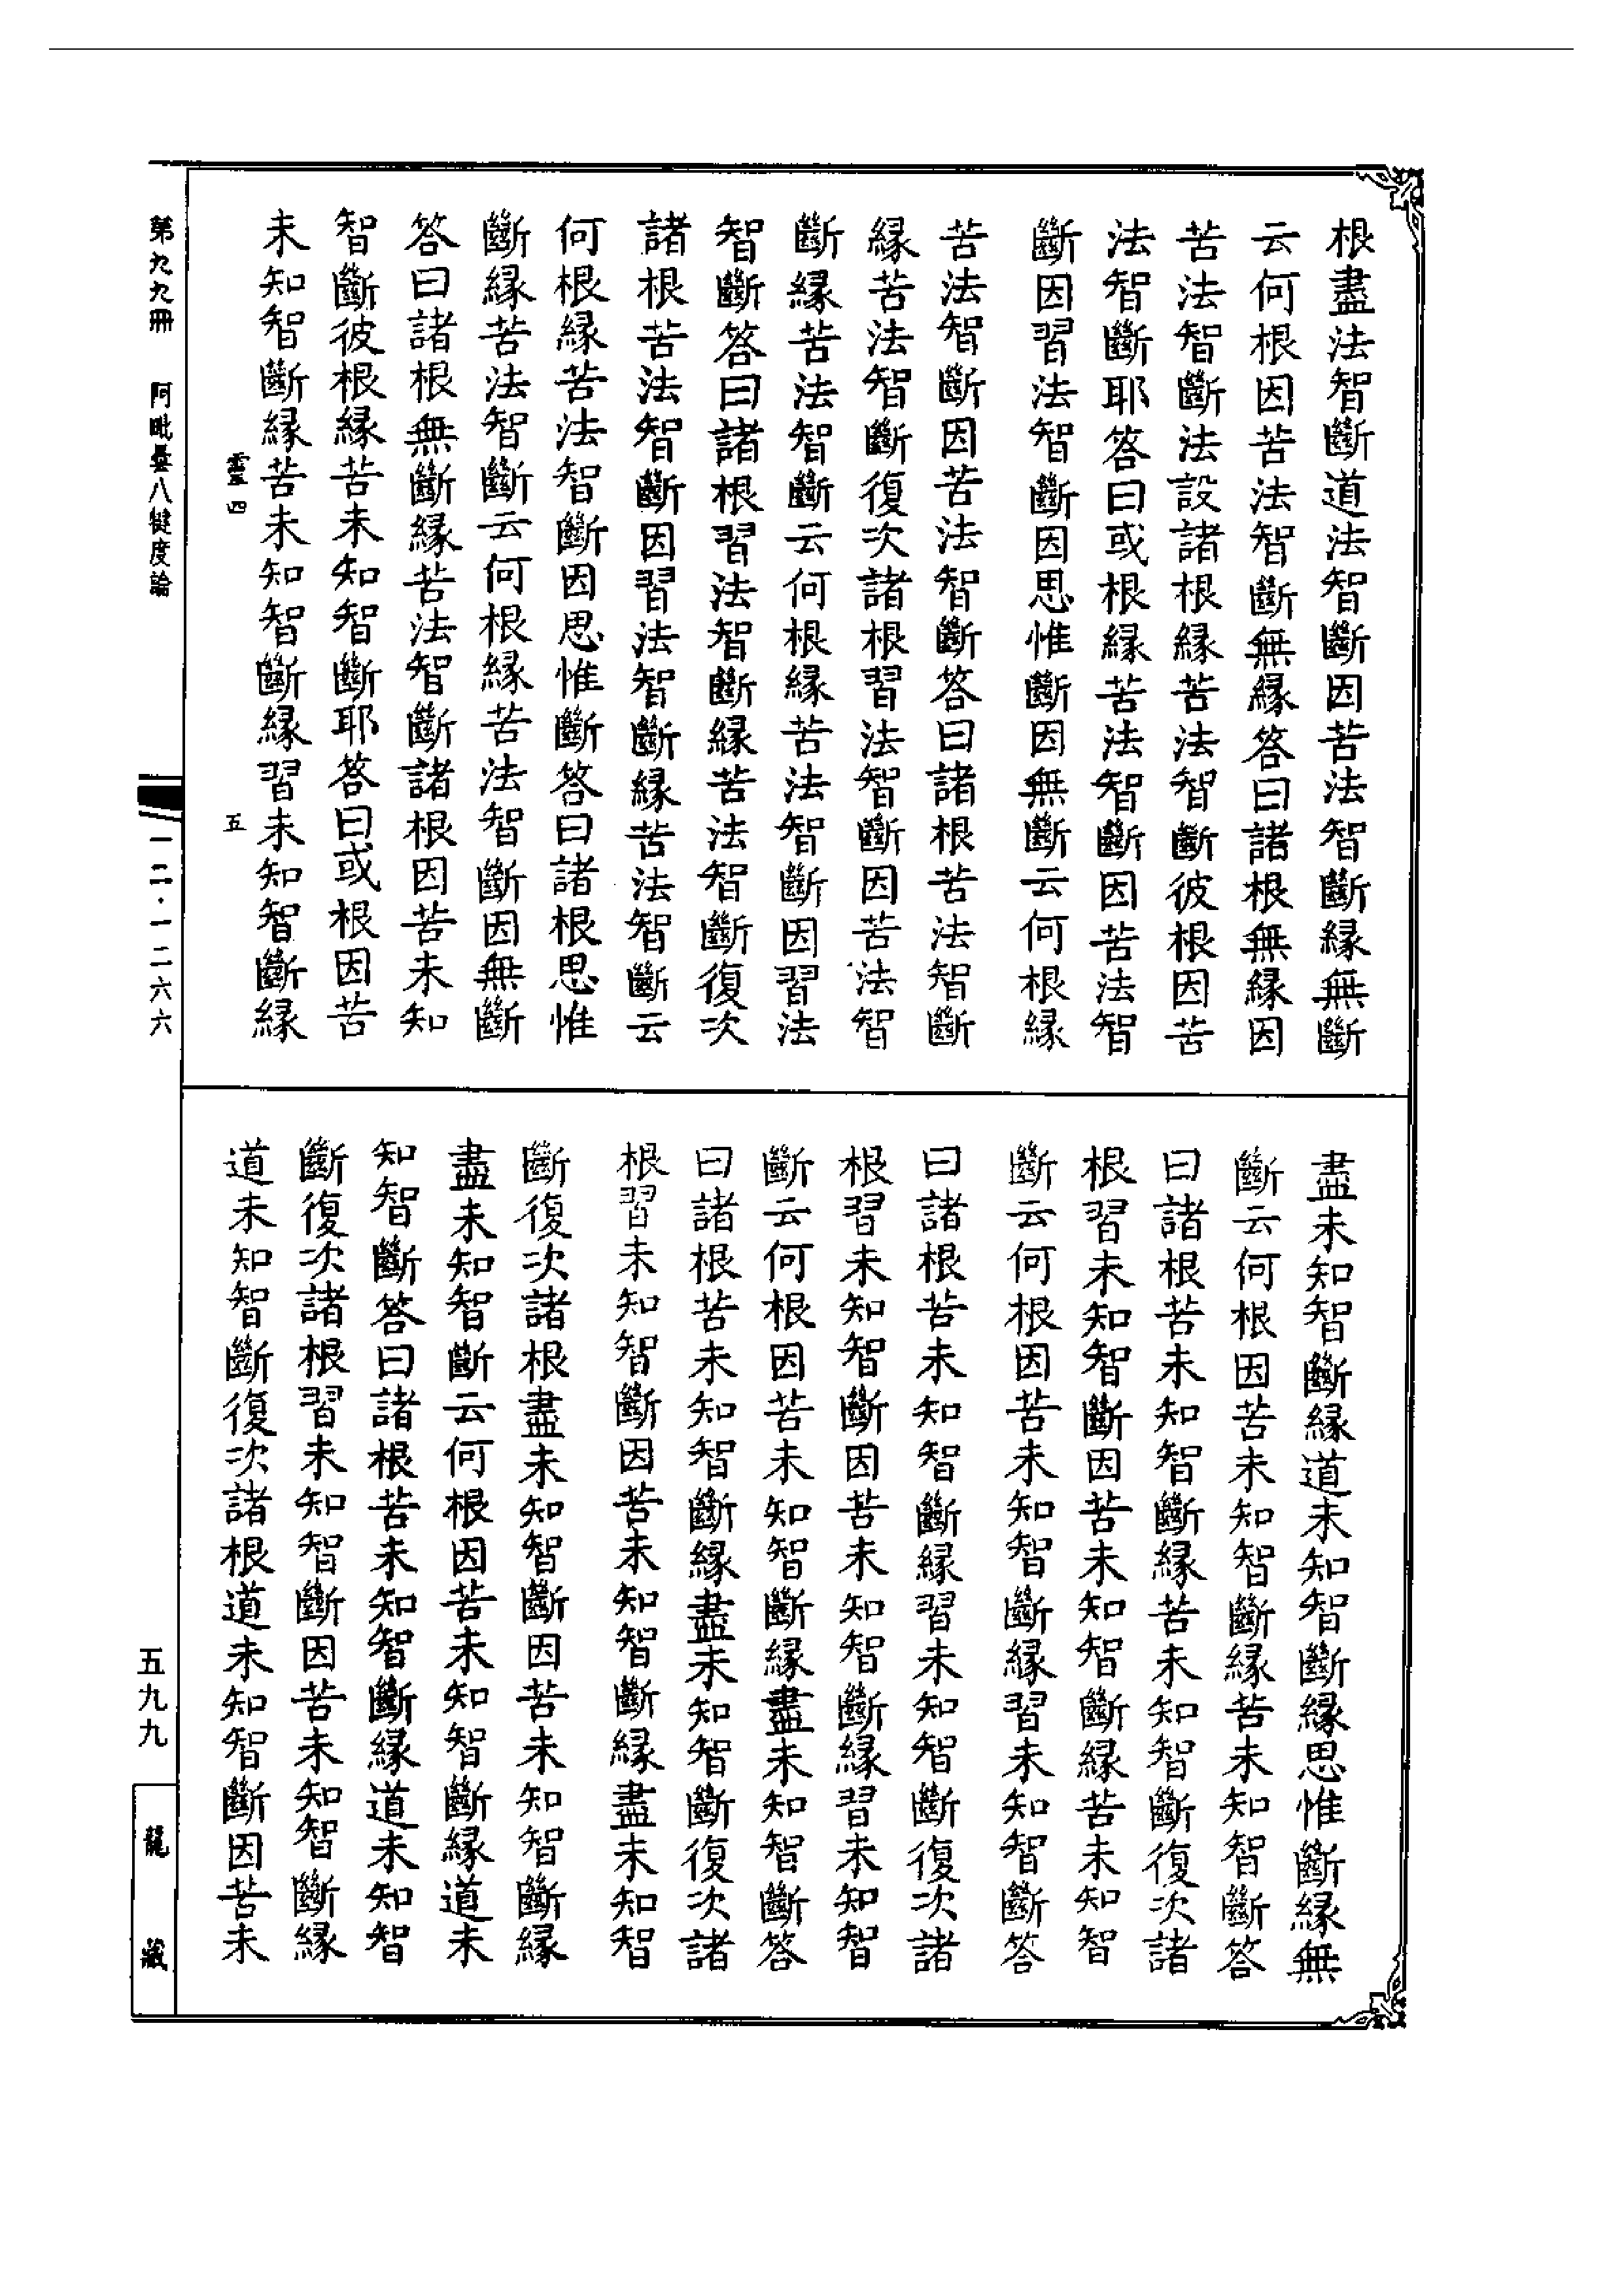 根盡法智斷道法智斷因苦法智斷緣無斷
云何根因苦法智斷無緣答曰諸根無緣因
苦法智斷法設諸根緣苦法智斷彼根因苦
法智斷耶答曰或根緣苦法智斷因苦法智
斷因習法智斷因思惟斷因無斷云何根緣
苦法智斷因苦法智斷答曰諸根苦法智斷
緣苦法智斷復次諸根習法智斷因苦法智
斷緣苦法智斷云何根緣苦法智斷因習法
智斷答曰諸根習法智斷緣苦法智斷復次
諸根苦法智斷因習法智斷緣苦法智斷云
何根緣苦法智斷因思惟斷答曰諸根思惟
斷緣苦法智斷云何根緣苦法智斷因無斷
答曰諸根無斷緣苦法智斷諸根因苦未知
智斷彼根緣苦未知智斷耶答曰或根因苦
未知智斷緣苦未知智斷緣習未知智斷緣
靈四 五
盡未知智斷緣道未知智斷緣思惟斷緣無
斷云何根因苦未知智斷緣苦未知智斷答
曰諸根苦未知智斷緣苦未知智斷復次諸
根習未知智斷因苦未知智斷緣苦未知智
斷云何根因苦未知智斷緣習未知智斷答
曰諸根苦未知智斷緣習未知智斷復次諸
根習未知智斷因苦未知智斷緣習未知智
斷云何根因苦未知智斷緣盡未知智斷答
曰諸根苦未知智斷緣盡未知智斷復次諸
根習未知智斷因苦未知智斷緣盡未知智
斷復次諸根盡未知智斷因苦未知智斷緣
盡未知智斷云何根因苦未知智斷緣道未
知智斷答曰諸根苦未知智斷緣道未知智
斷復次諸根習未知智斷因苦未知智斷緣
道未知智斷復次諸根道未知智斷因苦未
第九九冊 阿毗曇八犍度論
一二·一二六六
五九九
龍藏